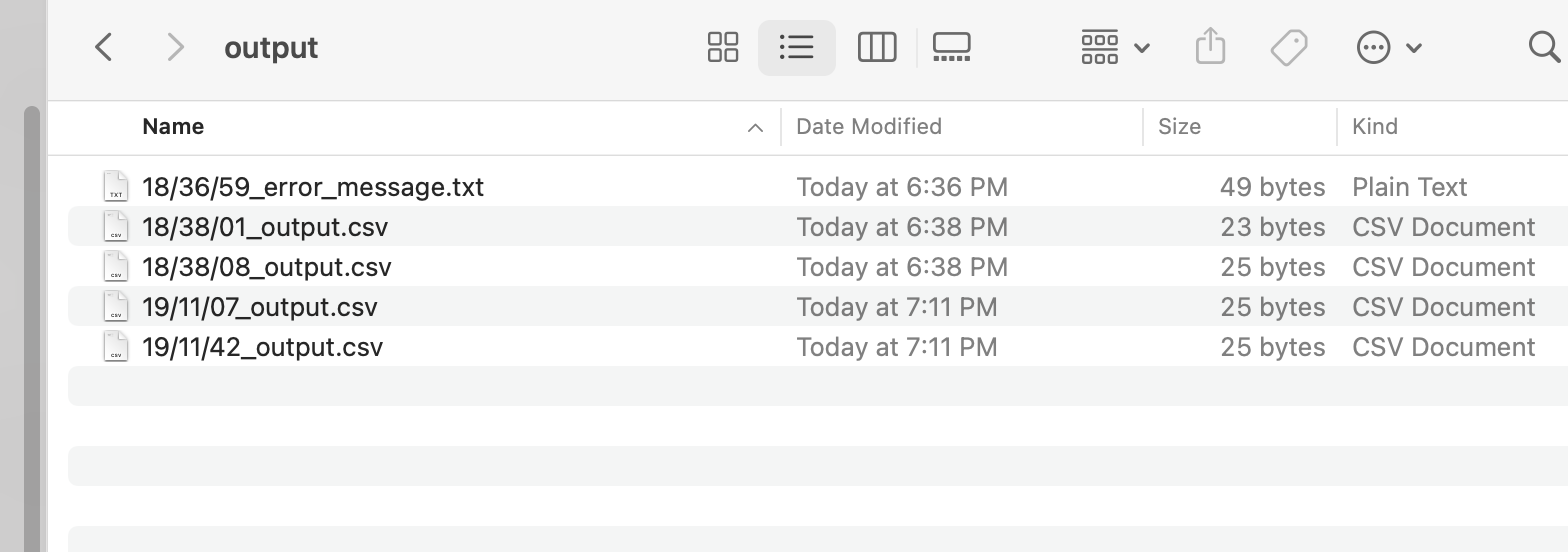 output
Name Date Modified Size Kind
18/36/59_error_message.txt Today at 6:36 PM 49 bytes Plain Text
18/38/01_output.csv Today at 6:38 PM 23 bytes CSV Document
18/38/08_output.csv Today at 6:38 PM 25 bytes CSV Document
19/11/07_output.csv Today at 7:11 PM 25 bytes CSV Document
19/11/42_output.csv Today at 7:11 PM 25 bytes CSV Document